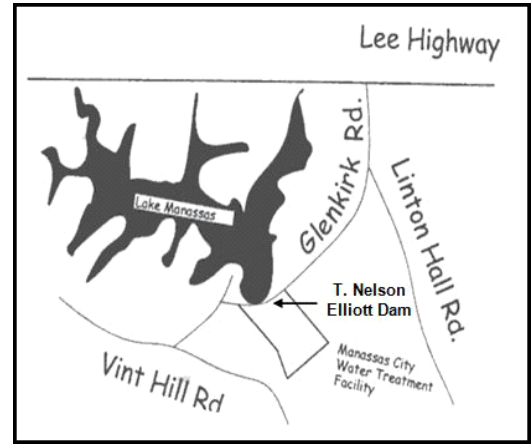 Lee Highway
Glenkirk Rd.
Linton Hall Rd.
Lake Manassas
T. Nelson
Elliott Dam
Manassas City
Water Treatment
Facility
Vint Hill Rd